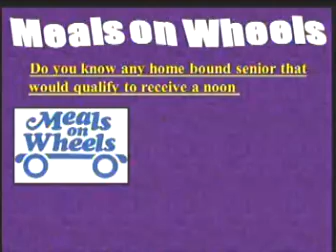 Meals on Wheels
Do you know any home bound senior that
would qualify to receive a noon
Meals
on
Wheels